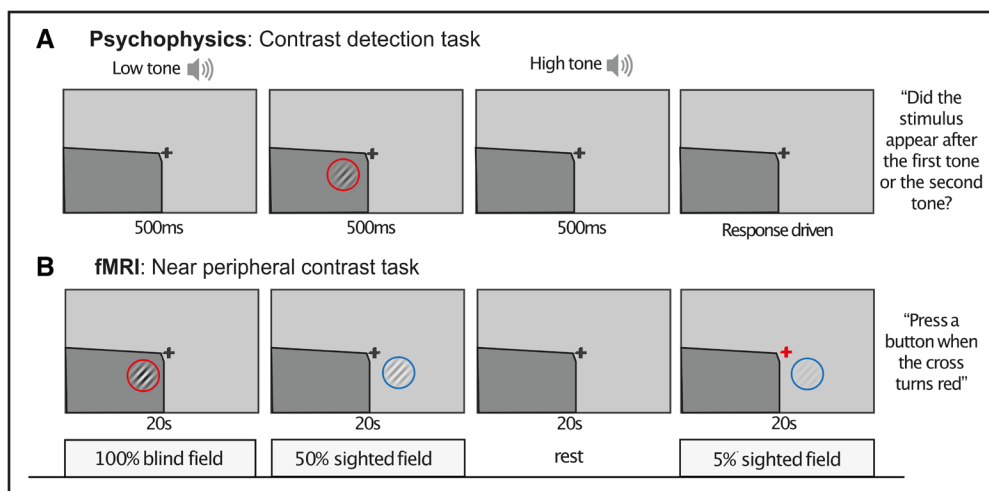 A Psychophysics: Contrast detection task
Low tone
High tone
500ms
500ms
500ms
Response driven
"Did the
stimulus
appear after
the first tone
or the second
tone?
B fMRI: Near peripheral contrast task
20s
20s
20s
20s
"Press a
button when
the cross
turns red"
100% blind field
50% sighted field
rest
5% sighted field